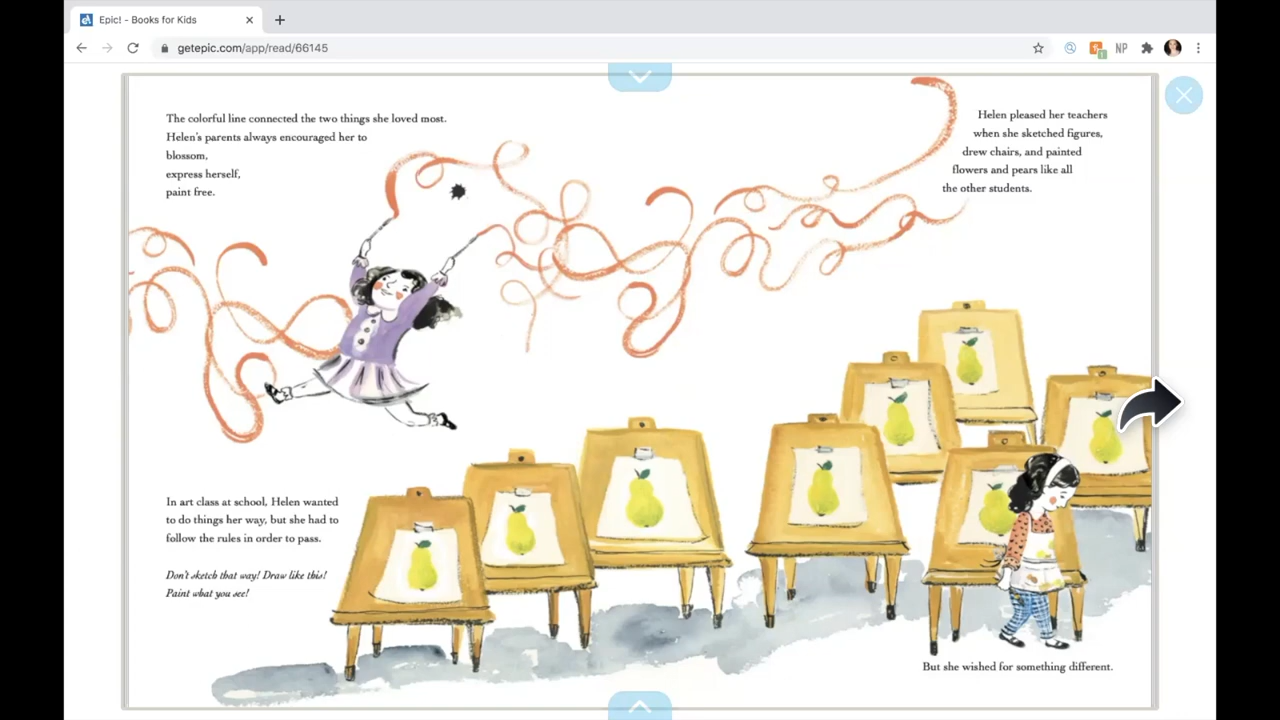 Epic! - Books for Kids
getepic.com/app/read/66145
NP
1
The colorful line connected the two things she loved most.
Helen's parents always encouraged her to
blossom,
express herself,
paint free.
Helen pleased her teachers
when she sketched figures,
drew chairs, and painted
flowers and pears like all
the other students.
In art class at school, Helen wanted
to do things her way, but she had to
follow the rules in order to pass.
Don't sketch that way! Draw like this!
Paint what you see!
But she wished for something different.